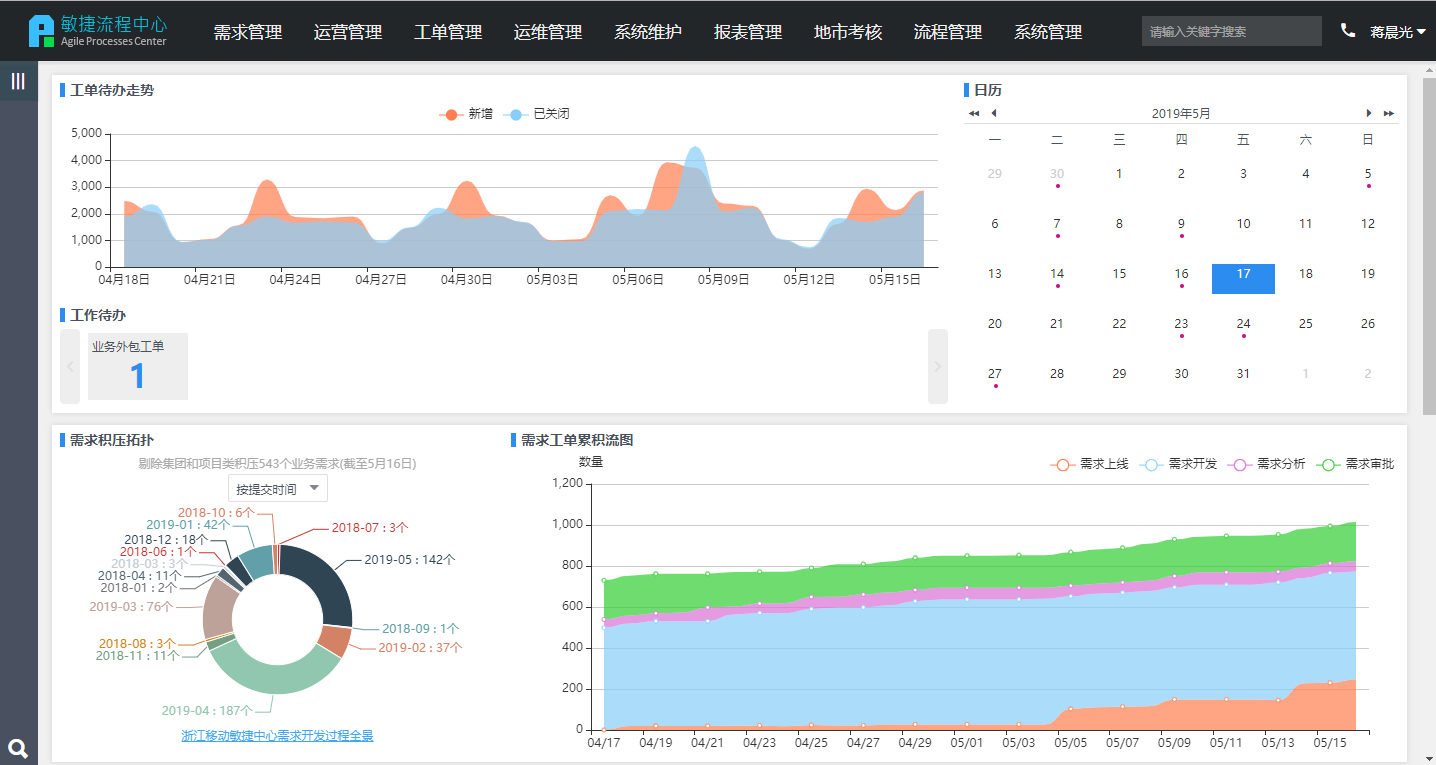 敏捷流程中心
Agile Processes Center
需求管理 运营管理 工单管理 运维管理 系统维护 报表管理 地市考核 流程管理 系统管理
请输入关键字搜索
蒋晨光
工单待办走势
新增 已关闭
5,000
4,000
3,000
2,000
1,000
0
04月18日 04月21日 04月24日 04月27日 04月30日 05月03日 05月06日 05月09日 05月12日 05月15日
工作待办
业务外包工单
1
日历
2019年5月
一 二 三 四 五 六 日
29 30 1 2 3 4 5
6 7 8 9 10 11 12
13 14 15 16 17 18 19
20 21 22 23 24 25 26
27 28 29 30 31 1 2
需求积压拓扑
剔除集团和项目类积压543个业务需求(截至5月16日)
按提交时间
2018-10 : 6个
2019-01 : 42个
2018-12 : 18个
2018-06 : 1个
2018-03 : 3个
2018-04 : 11个
2018-01 : 2个
2019-03 : 76个
2018-08 : 3个
2018-11 : 11个
2019-04 : 187个
2018-07 : 3个
2019-05 : 142个
2018-09 : 1个
2019-02 : 37个
浙江移动敏捷中心需求开发过程全景
需求工单累积流图
数量
需求上线 需求开发 需求分析 需求审批
1,200
1,000
800
600
400
200
0
04/17 04/19 04/21 04/23 04/25 04/27 04/29 05/01 05/03 05/05 05/07 05/09 05/11 05/13 05/15